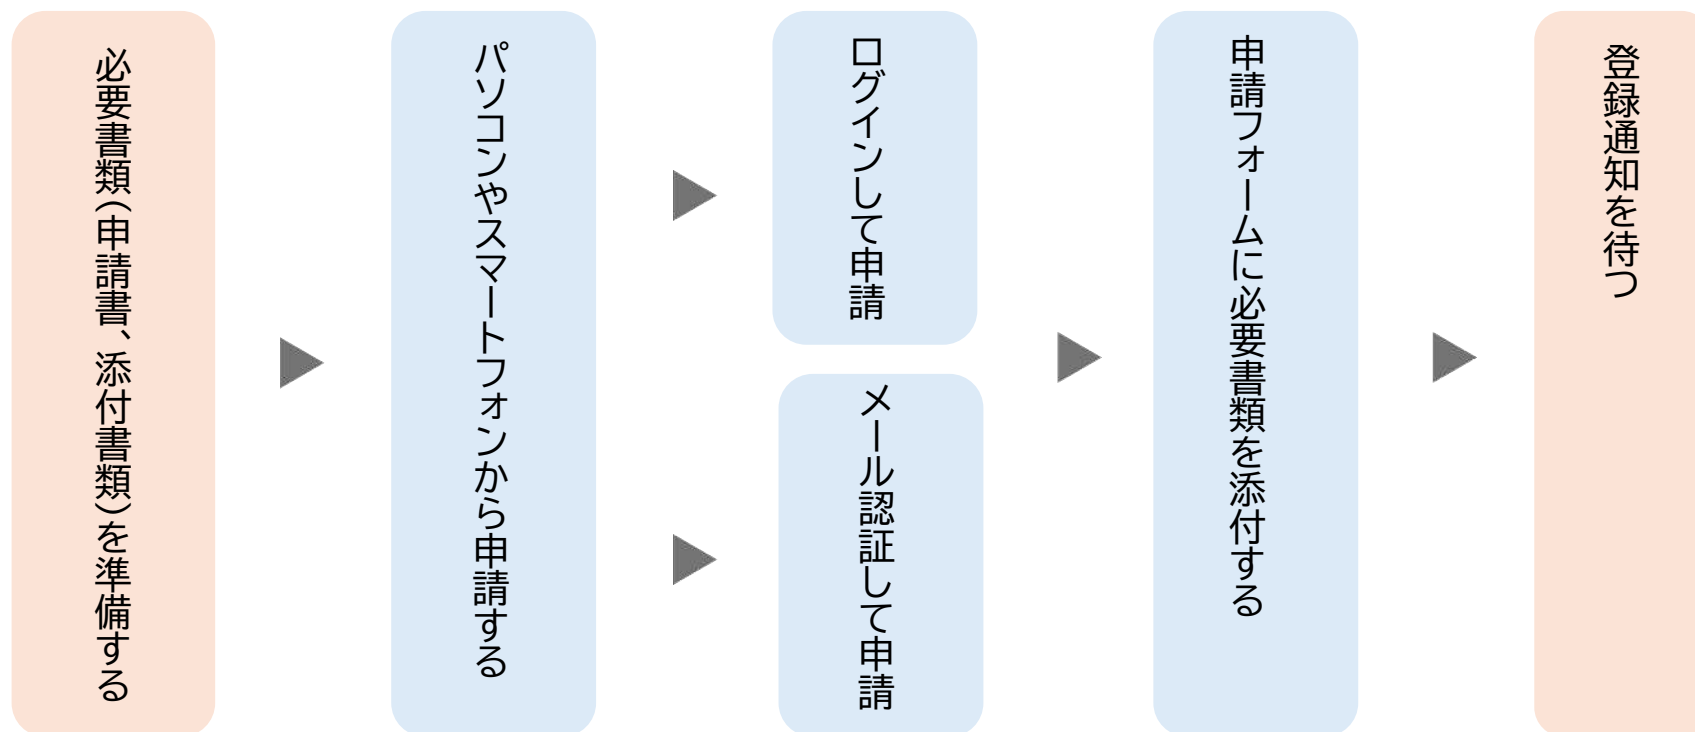 必要書類（申請書、添付書類）を準備する
パソコンやスマートフォンから申請する
ログインして申請
メール認証して申請
申請フォームに必要書類を添付する
登録通知を待つ